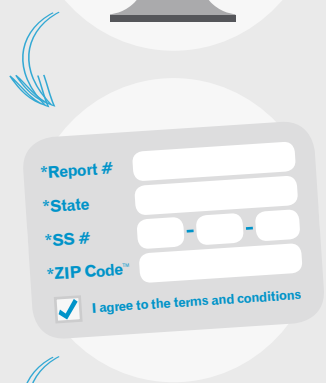 *Report #
*State
*SS #
*ZIP Code™
I agree to the terms and conditions